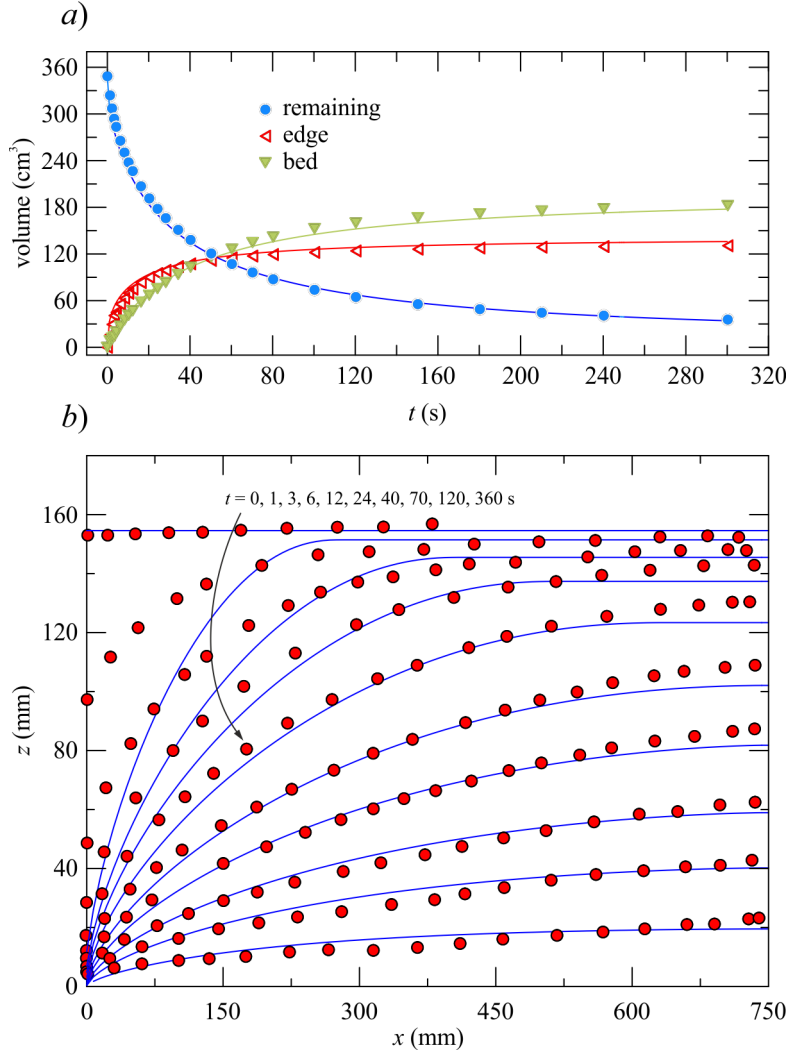 a)
360
300
240
180
120
60
0
volume (cm³)
remaining
edge
bed
0 40 80 120 160 200 240 280 320
t (s)
b)
t = 0, 1, 3, 6, 12, 24, 40, 70, 120, 360 s
160
120
80
40
0
z (mm)
0 150 300 450 600 750
x (mm)